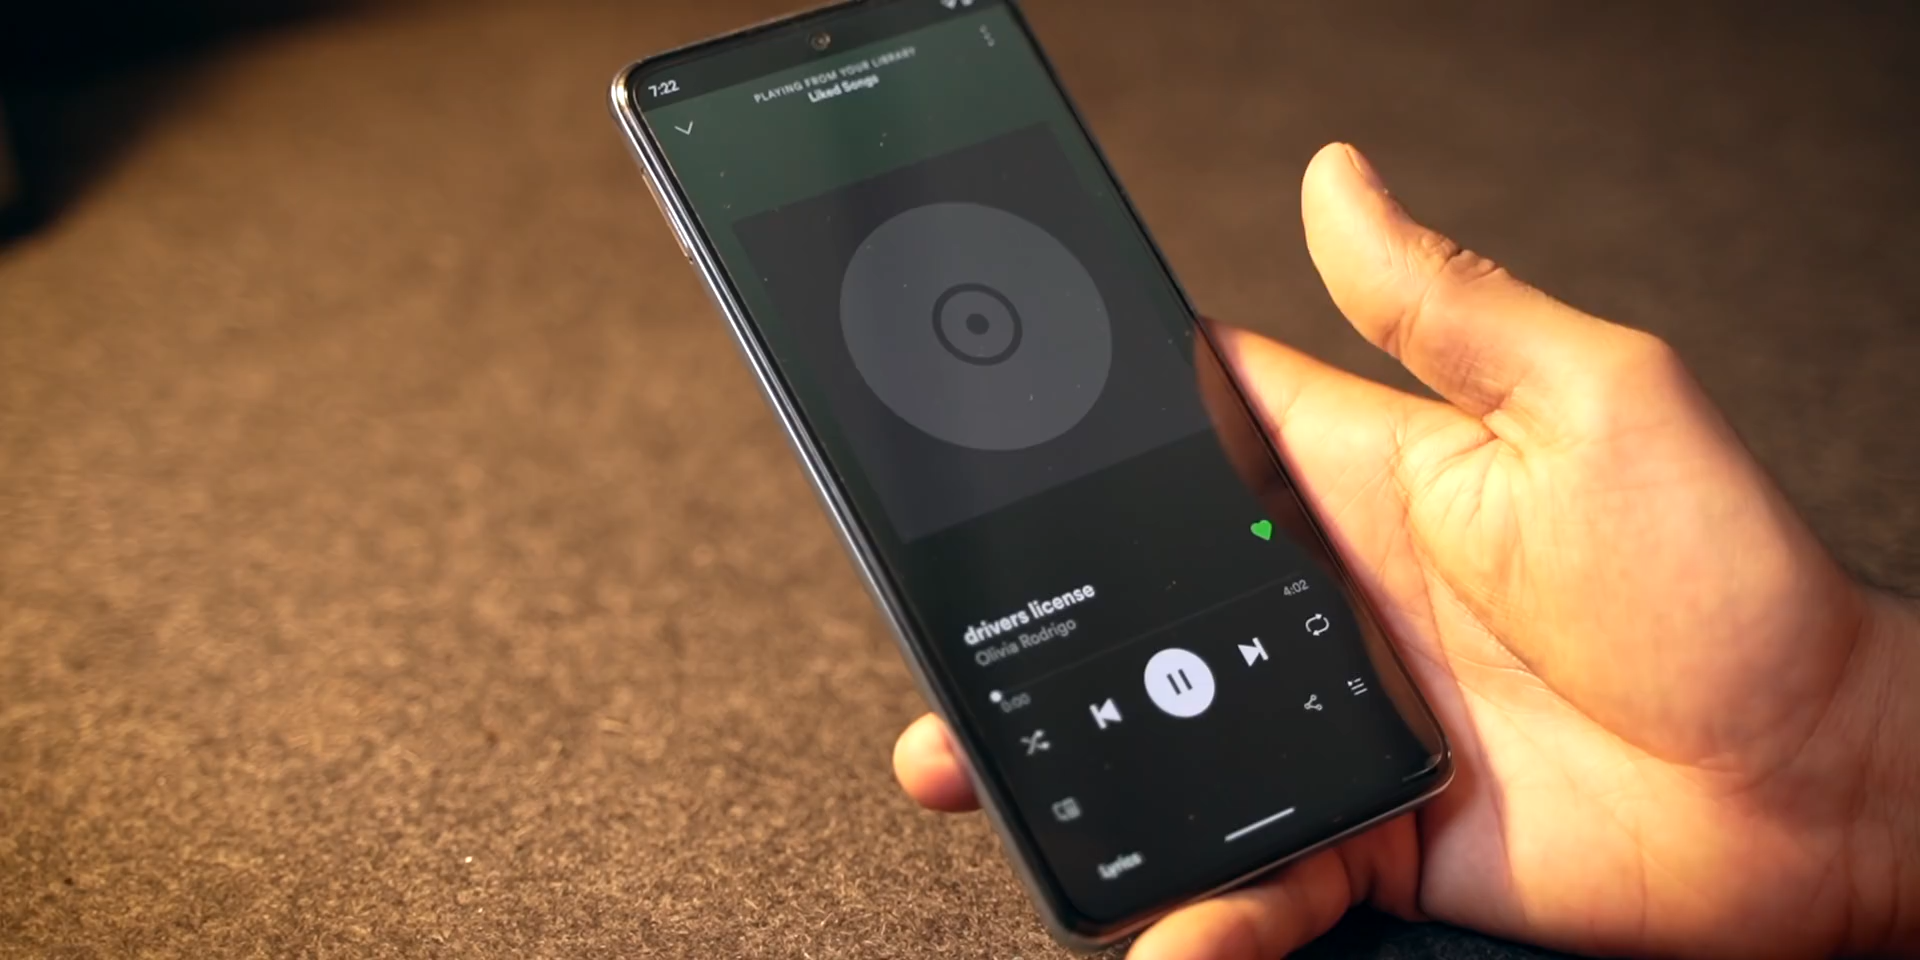 7:22
PLAYING FROM YOUR LIBRARY
Liked Songs
drivers license
Olivia Rodrigo
0:00
4:02
Lyrics